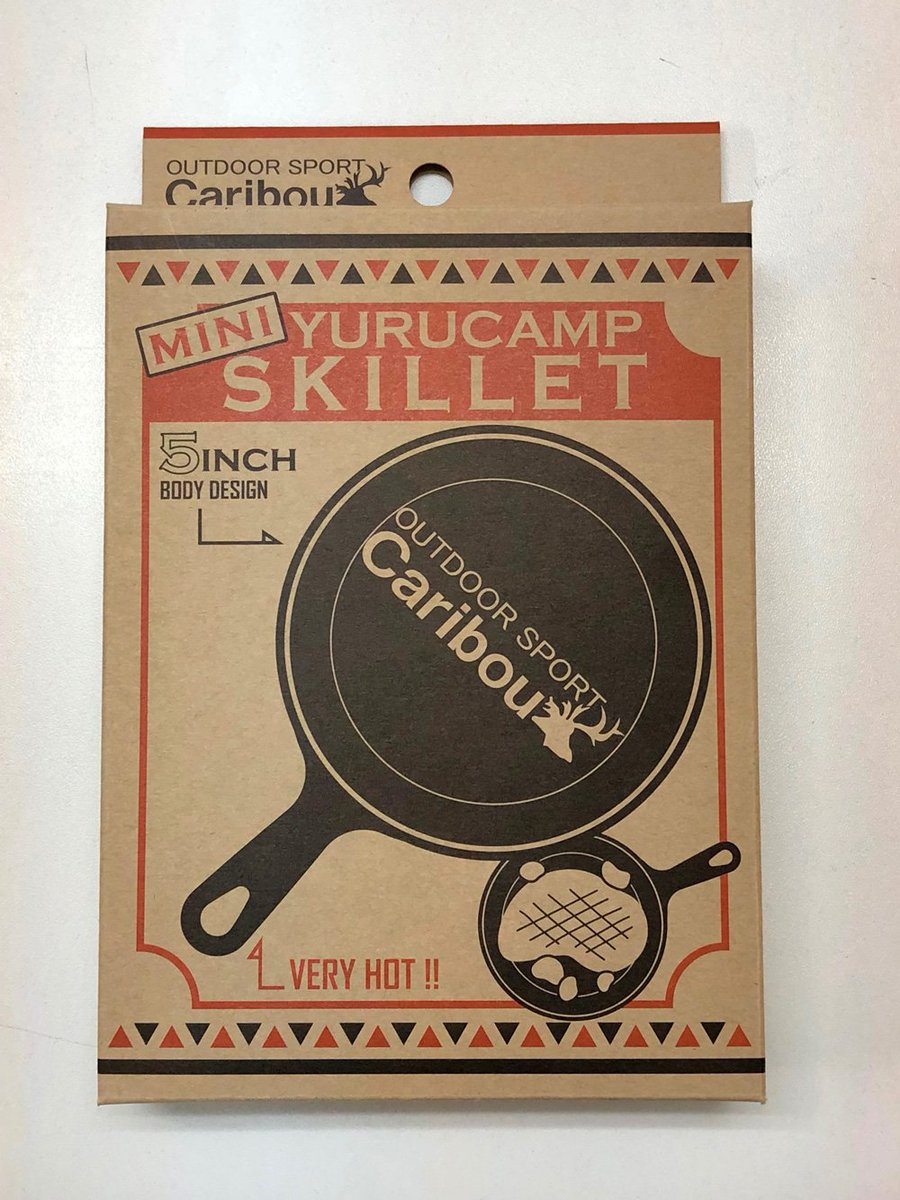 OUTDOOR SPORT
Caribou
MINI YURUCAMP
SKILLET
5INCH
BODY DESIGN
OUTDOOR SPORT
Caribou
VERY HOT !!